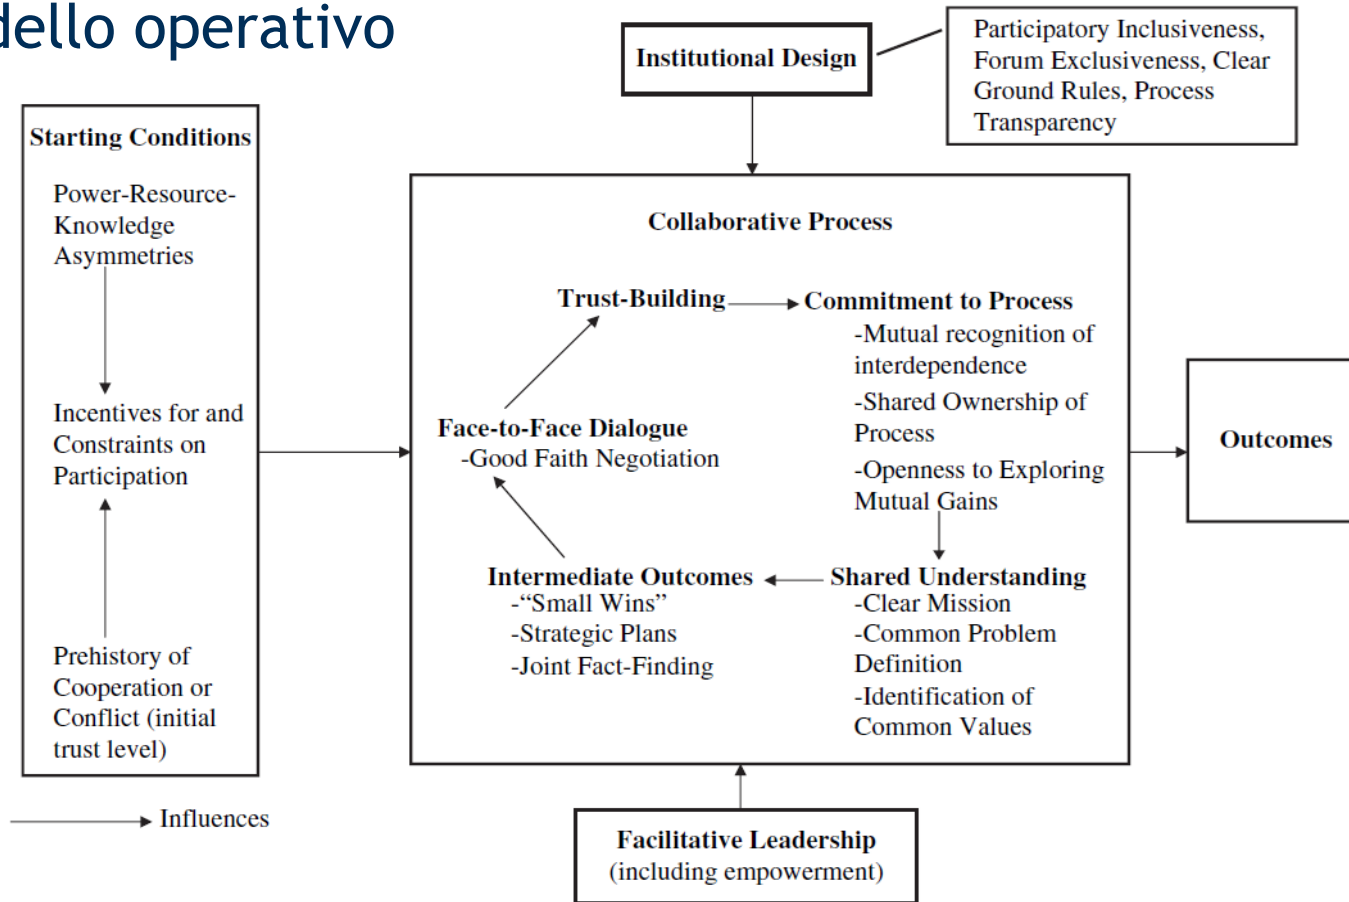 dello operativo
Institutional Design
Participatory Inclusiveness,
Forum Exclusiveness, Clear
Ground Rules, Process
Transparency
Starting Conditions
Power-Resource-
Knowledge
Asymmetries
Incentives for and
Constraints on
Participation
Prehistory of
Cooperation or
Conflict (initial
trust level)
Influences
Collaborative Process
Trust-Building
Commitment to Process
-Mutual recognition of
interdependence
-Shared Ownership of
Process
-Openness to Exploring
Mutual Gains
Face-to-Face Dialogue
-Good Faith Negotiation
Intermediate Outcomes
-“Small Wins”
-Strategic Plans
-Joint Fact-Finding
Shared Understanding
-Clear Mission
-Common Problem
Definition
-Identification of
Common Values
Outcomes
Facilitative Leadership
(including empowerment)